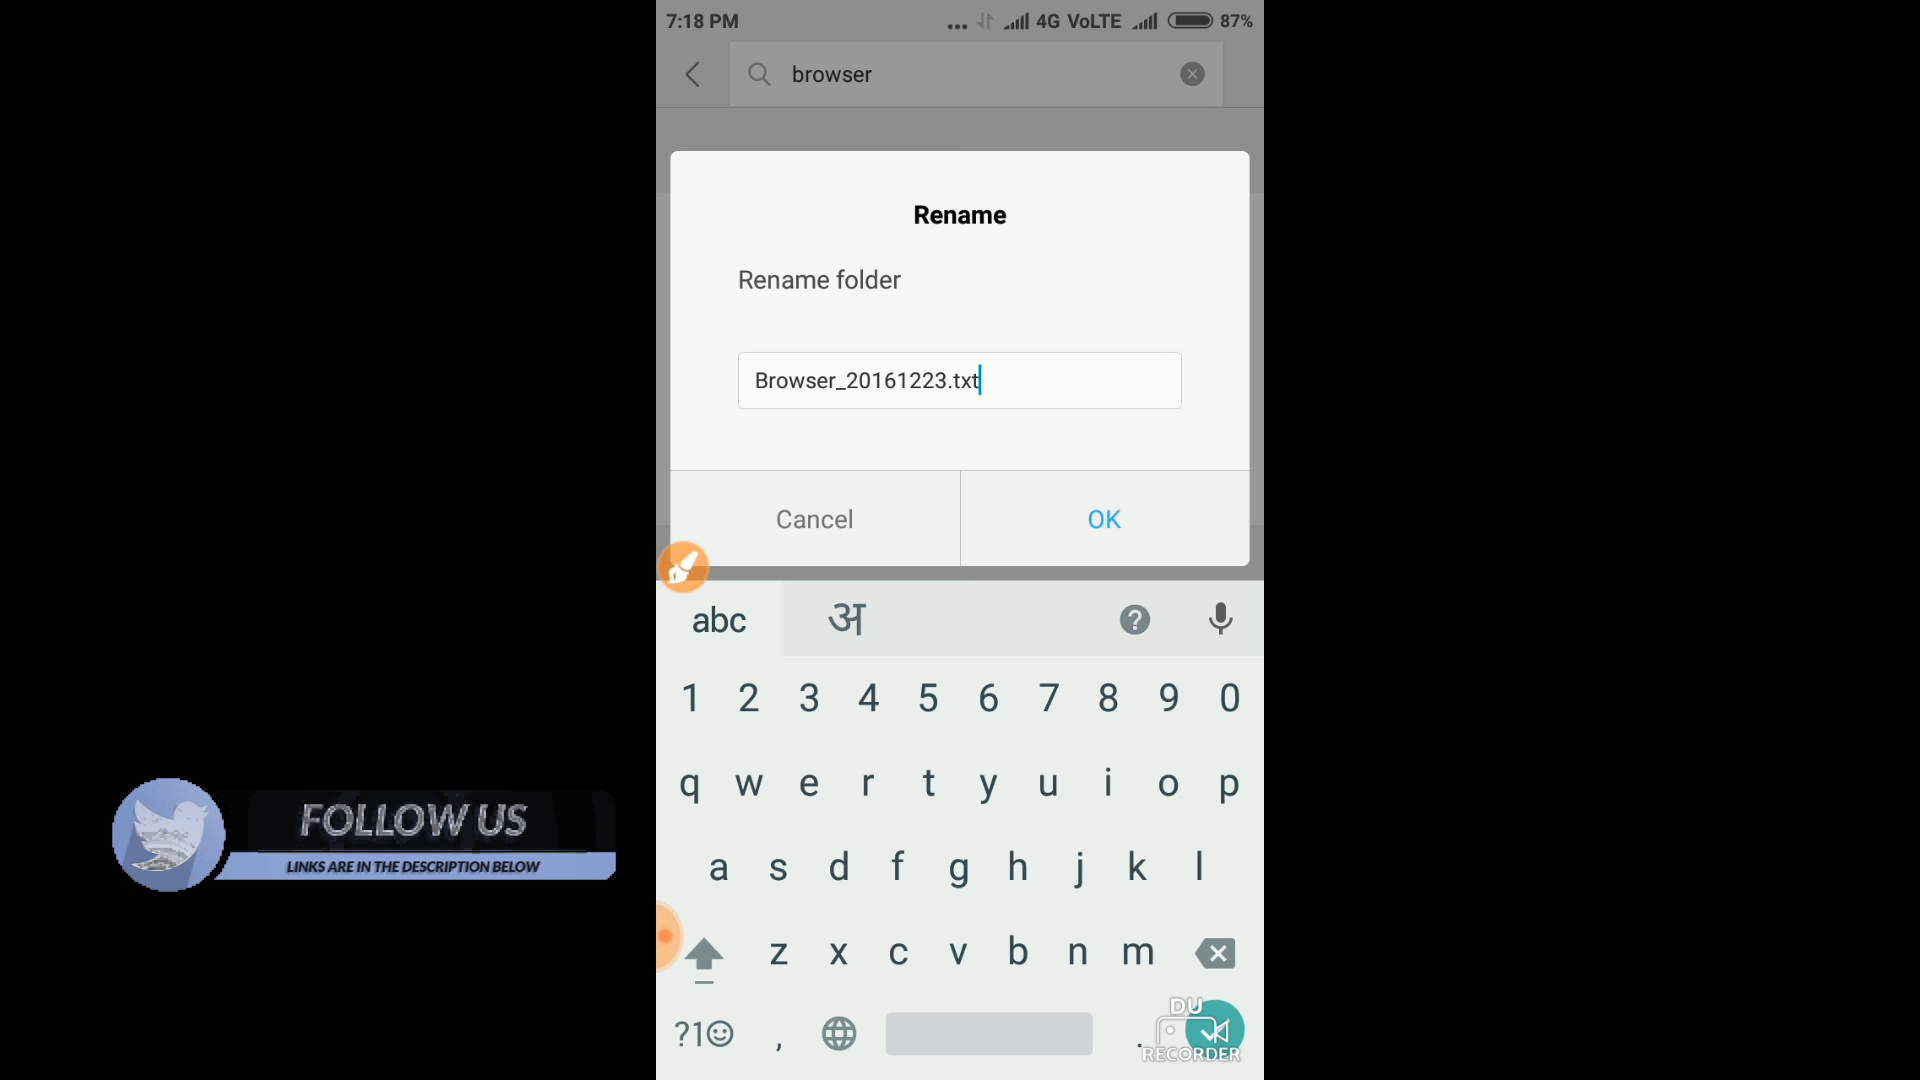 7:18 PM ... 4G VoLTE 87%
browser
Rename
Rename folder
Browser_20161223.txt
Cancel OK
abc अ ?
1 2 3 4 5 6 7 8 9 0
q w e r t y u i o p
a s d f g h j k l
z x c v b n m
?1☺ , .
FOLLOW US
LINKS ARE IN THE DESCRIPTION BELOW
DU
RECORDER